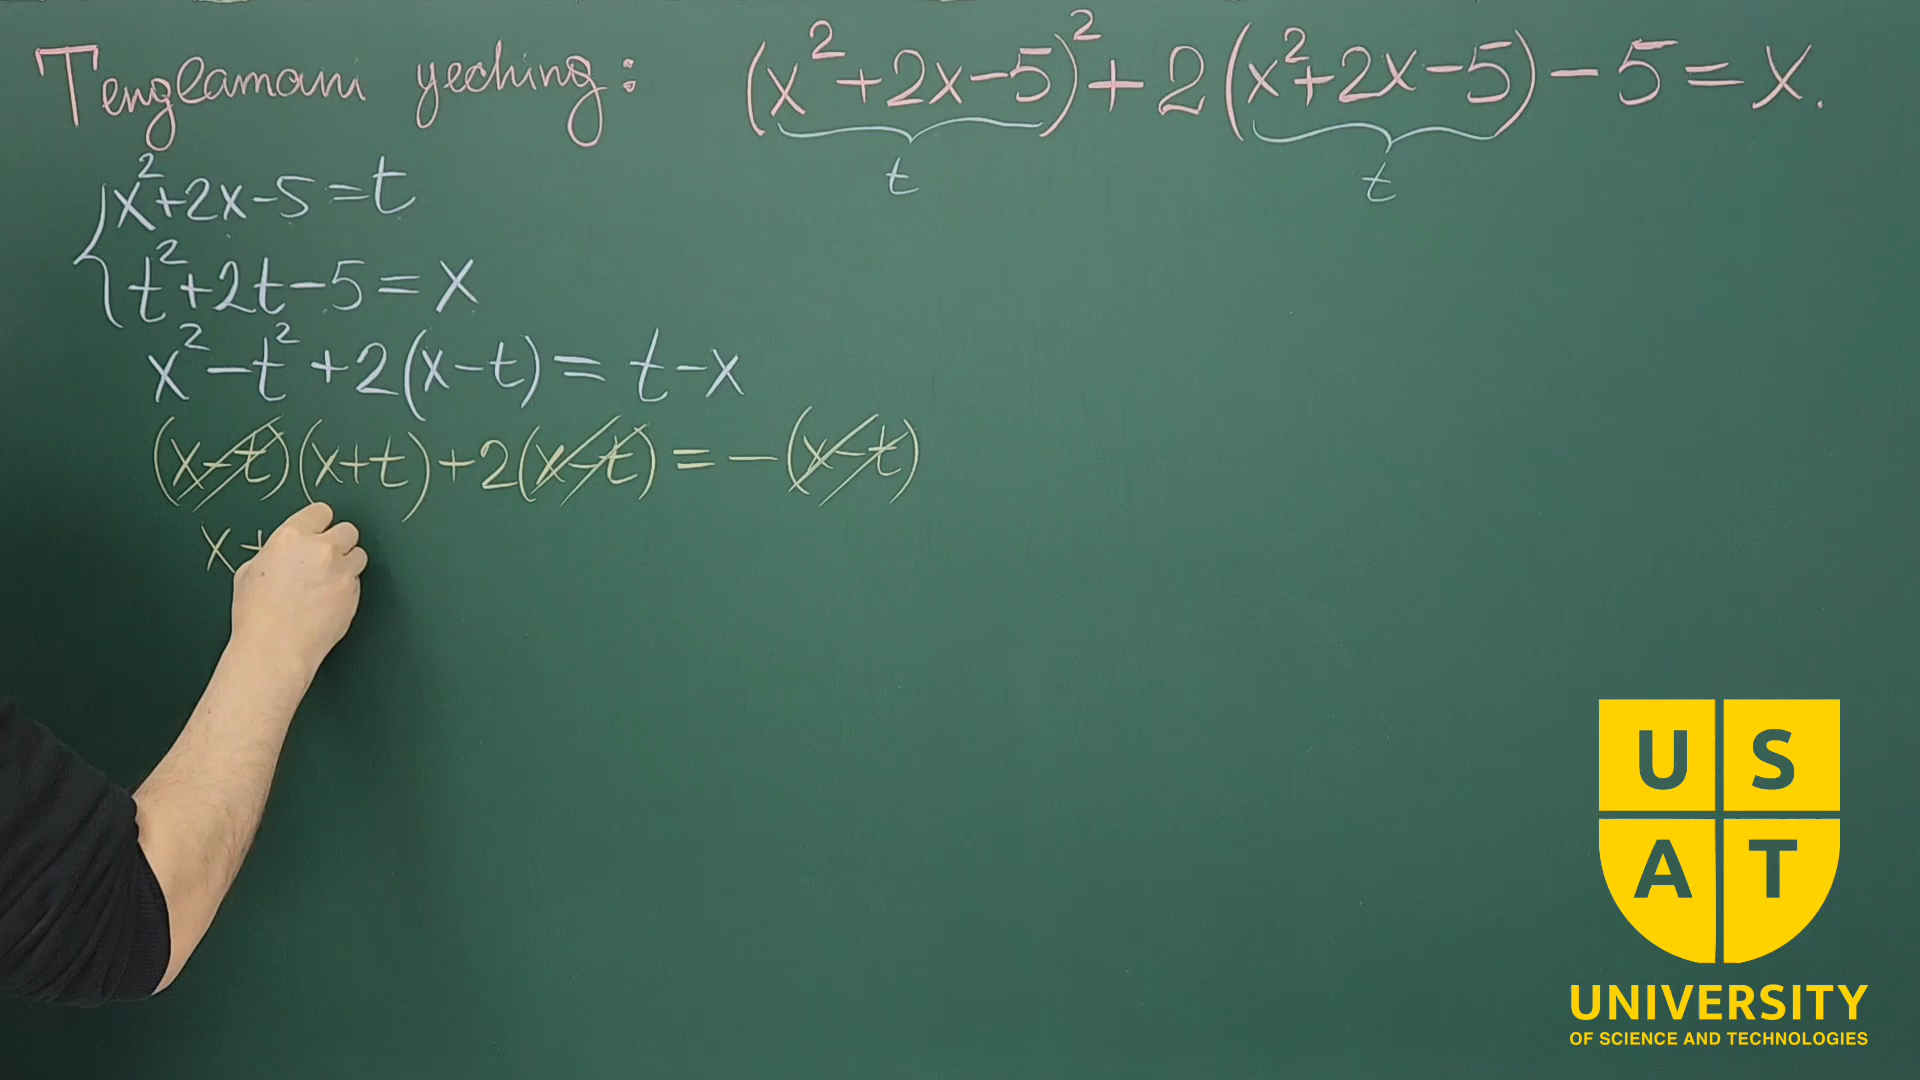 Tenglamani yeching: (x²+2x-5)²+2(x²+2x-5)-5=x.
t t
x²+2x-5=t
t²+2t-5=x
x²-t²+2(x-t)=t-x
(x-t)(x+t)+2(x-t)=-(x-t)
x+
U S
A T
UNIVERSITY
OF SCIENCE AND TECHNOLOGIES